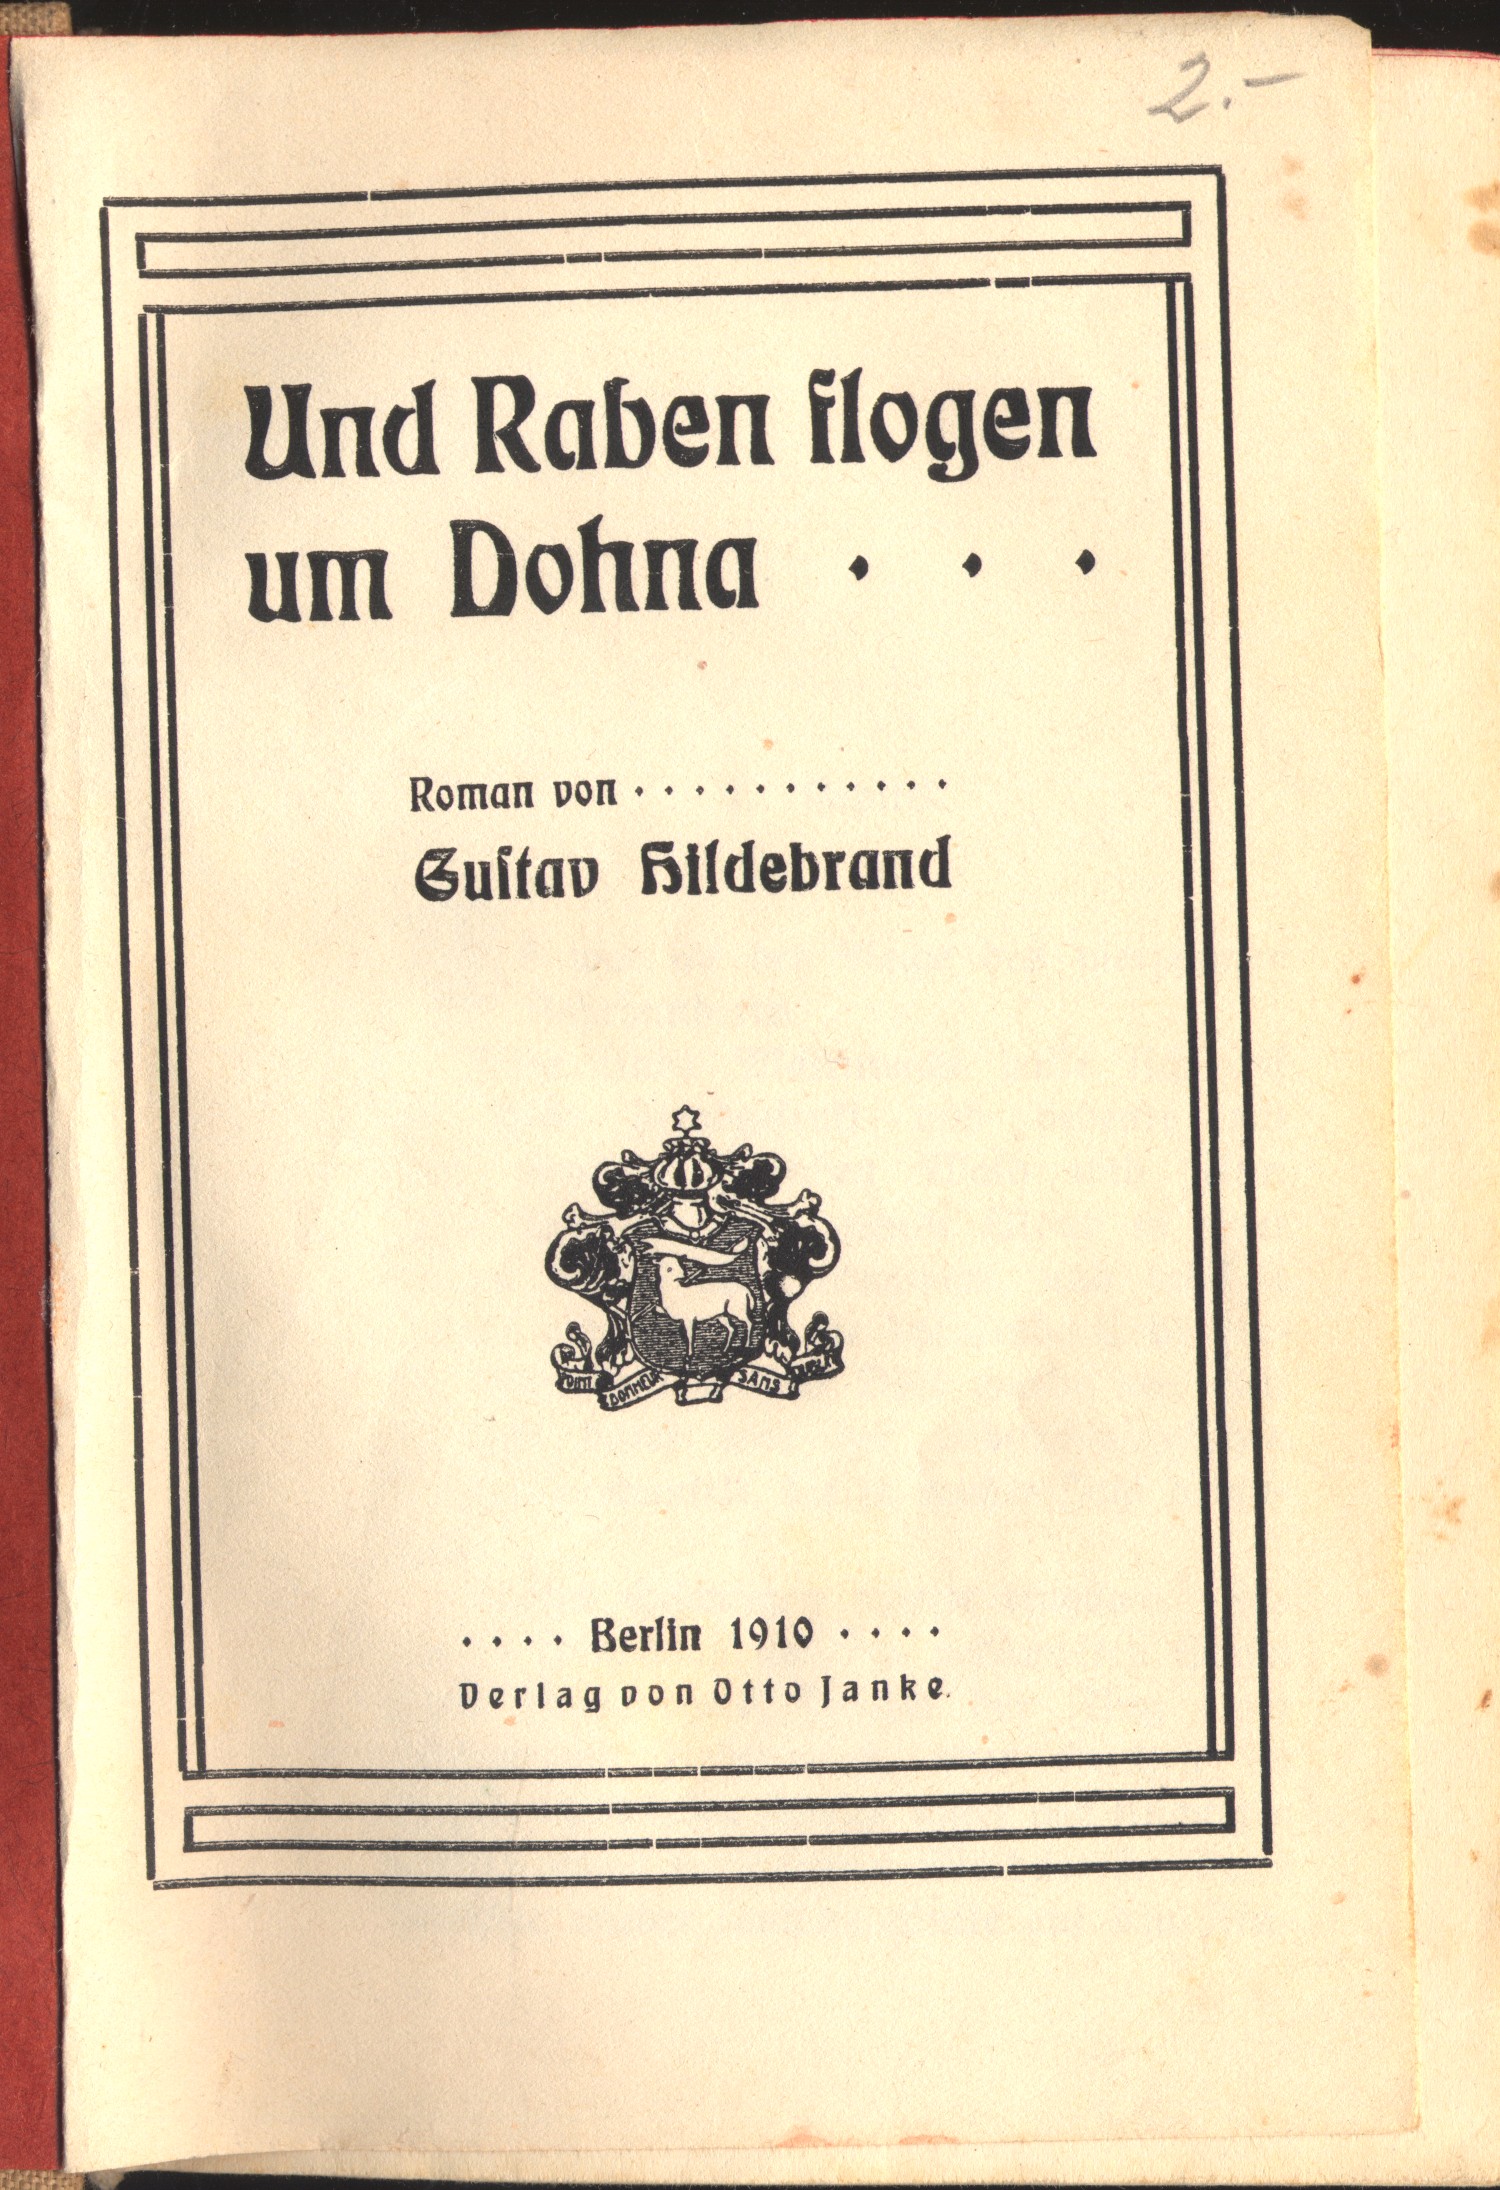 2.-
Und Raben flogen
um Dohna . . .
Roman von . . . . . . . . . . .
Guſtav Hildebrand
POINT BONHEUR SANS
. . . . Berlin 1910 . . . .
Verlag von Otto Janke.